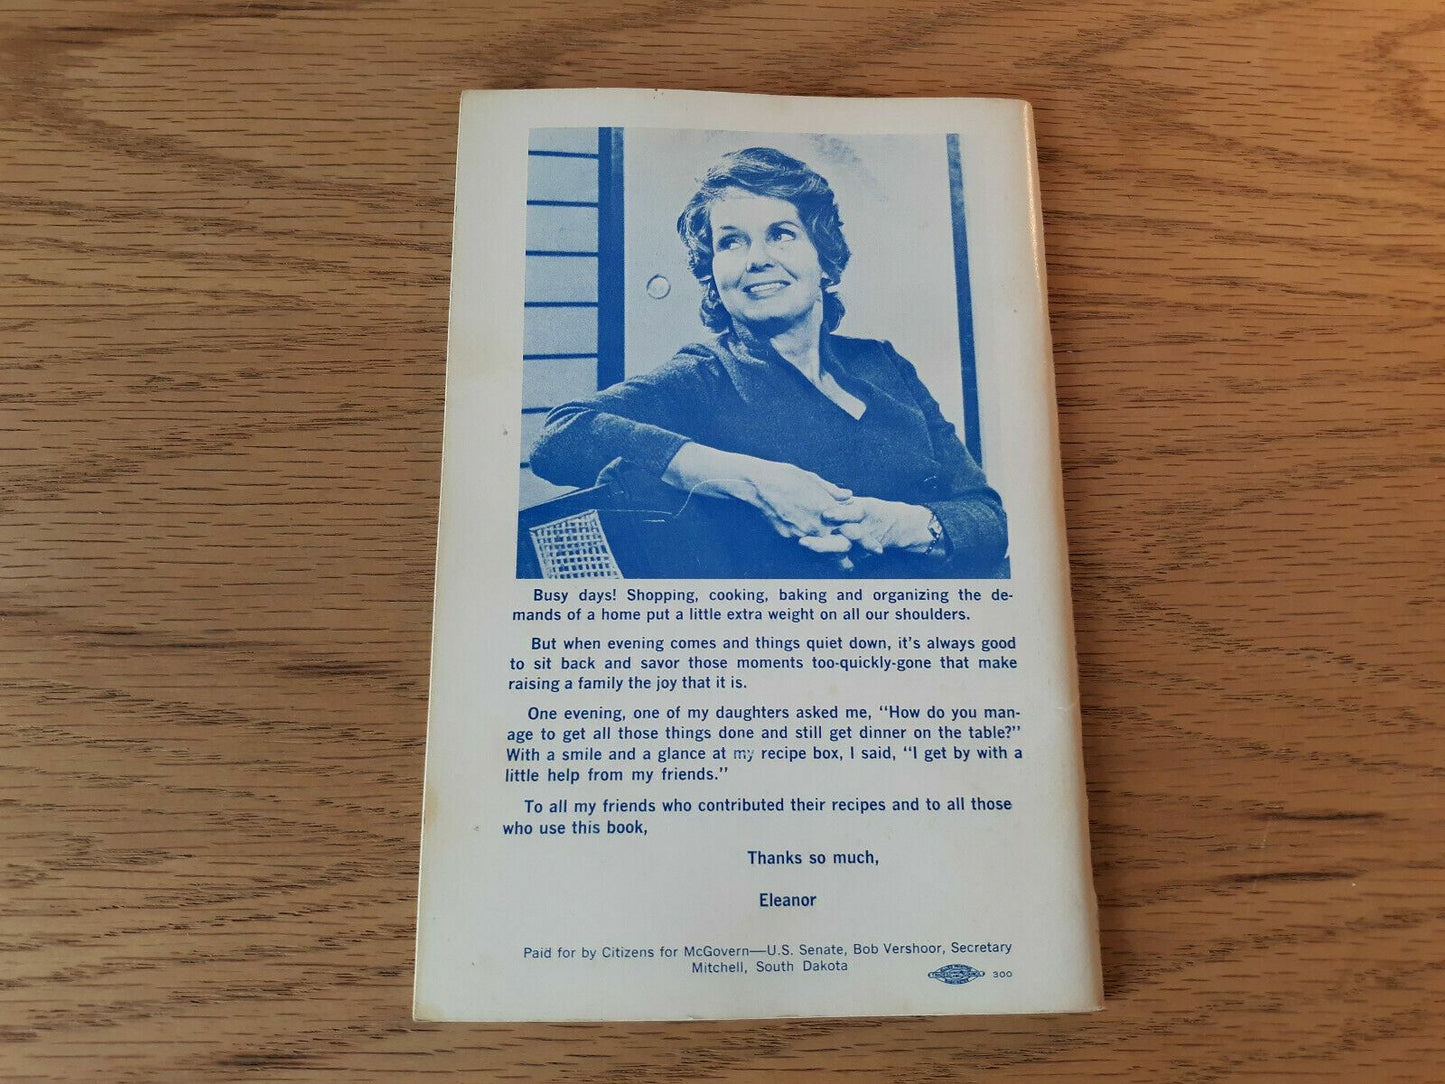 Busy days! Shopping, cooking, baking and organizing the de-
mands of a home put a little extra weight on all our shoulders.
But when evening comes and things quiet down, it's always good
to sit back and savor those moments too-quickly-gone that make
raising a family the joy that it is.
One evening, one of my daughters asked me, "How do you man-
age to get all those things done and still get dinner on the table?"
With a smile and a glance at my recipe box, I said, "I get by with a
little help from my friends."
To all my friends who contributed their recipes and to all those
who use this book,
Thanks so much,
Eleanor
Paid for by Citizens for McGovern—U.S. Senate, Bob Vershoor, Secretary
Mitchell, South Dakota
300